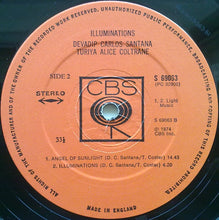 ILLUMINATIONS
DEVADIP CARLOS SANTANA
TURIYA ALICE COLTRANE
SIDE 2
S 69063
(PC 32900)
STEREO
CBS
2. Light
Music
33⅓
S 69063 B
℗ 1974
CBS Inc.
1. ANGEL OF SUNLIGHT (D. C. Santana/T. Coster) 14.43
2. ILLUMINATIONS (D. C. Santana/T. Coster) 4.20
MADE IN ENGLAND
ALL RIGHTS OF THE MANUFACTURER AND OF THE OWNER OF THE RECORDED WORK RESERVED. UNAUTHORISED PUBLIC PERFORMANCE, BROADCASTING AND COPYING OF THIS RECORD PROHIBITED